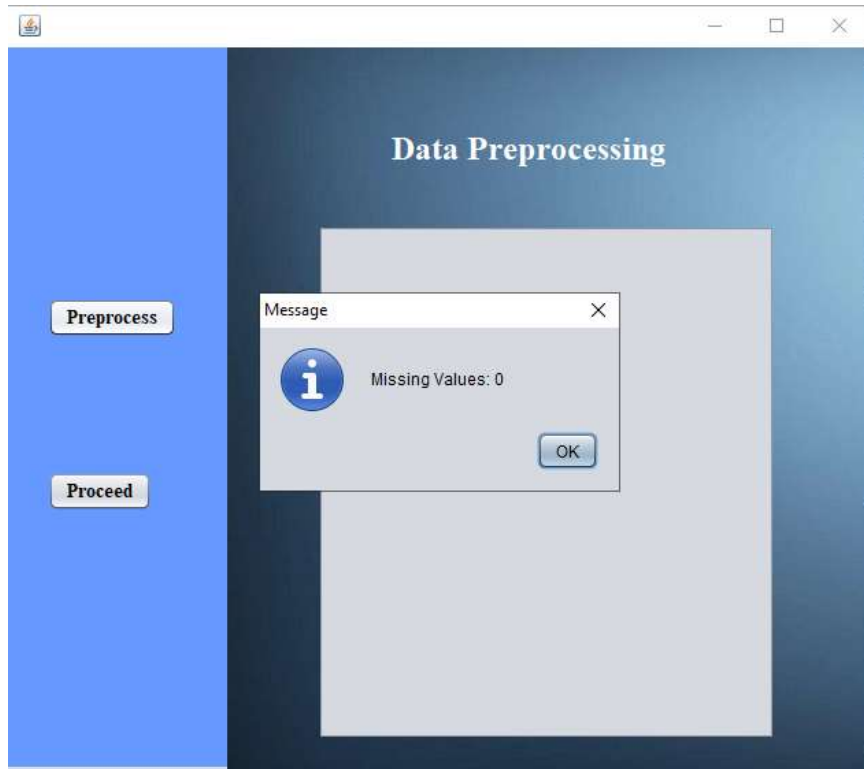 Data Preprocessing
Preprocess
Message
Missing Values: 0
OK
Proceed